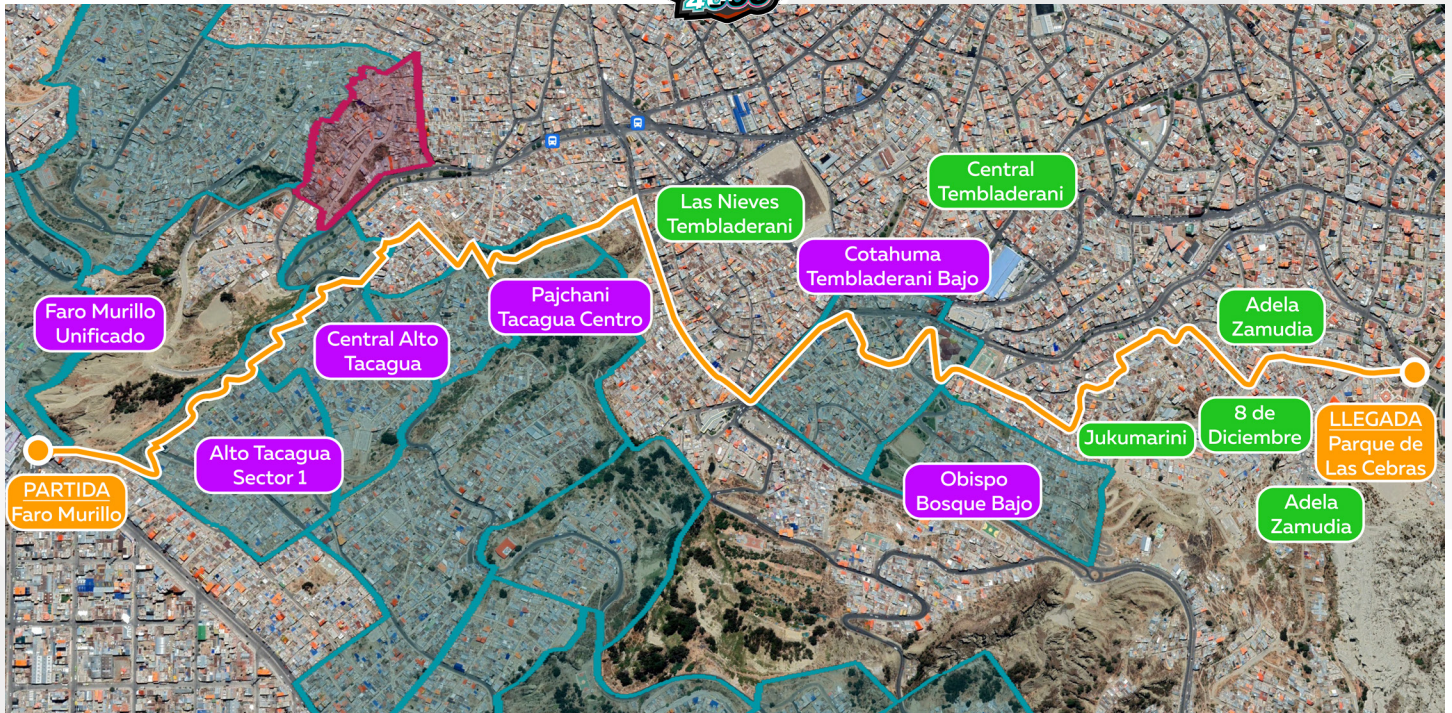 Central
Tembladerani
Las Nieves
Tembladerani
Cotahuma
Tembladerani Bajo
Faro Murillo
Unificado
Pajchani
Tacagua Centro
Adela
Zamudia
Central Alto
Tacagua
8 de
Diciembre
LLEGADA
Parque de
Las Cebras
Jukumarini
Alto Tacagua
Sector 1
PARTIDA
Faro Murillo
Obispo
Bosque Bajo
Adela
Zamudia